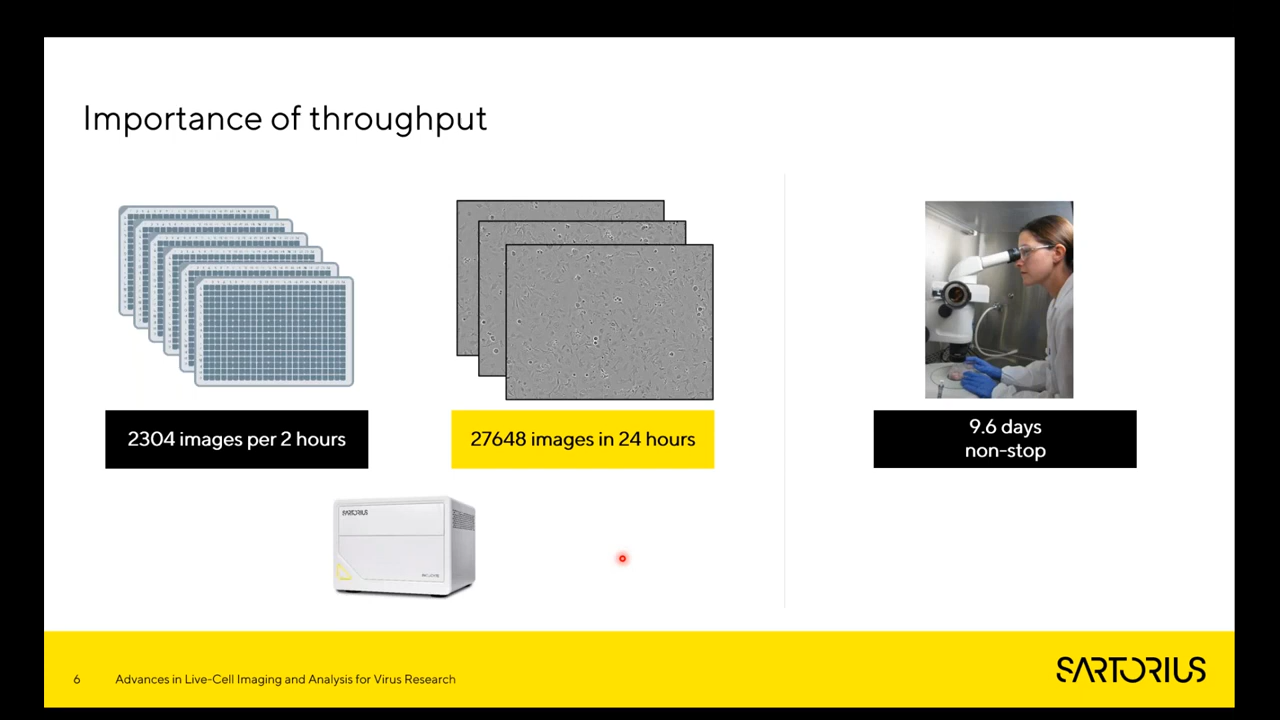 Importance of throughput
2304 images per 2 hours
27648 images in 24 hours
9.6 days
non-stop
SARTORIUS
6 Advances in Live-Cell Imaging and Analysis for Virus Research
SARTORIUS